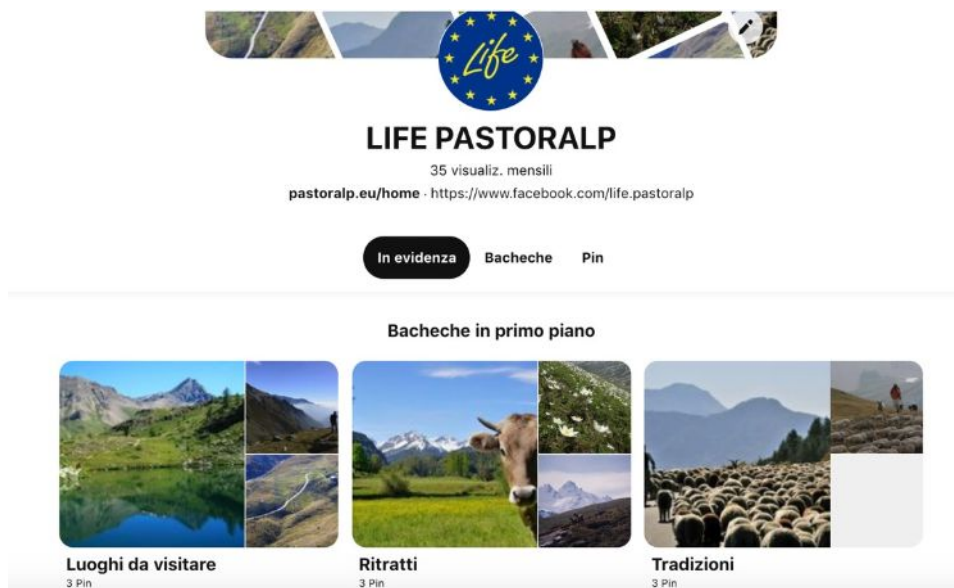 Life
LIFE PASTORALP
35 visualiz. mensili
pastoralp.eu/home · https://www.facebook.com/life.pastoralp
In evidenza Bacheche Pin
Bacheche in primo piano
Luoghi da visitare Ritratti Tradizioni
3 Pin 3 Pin 3 Pin